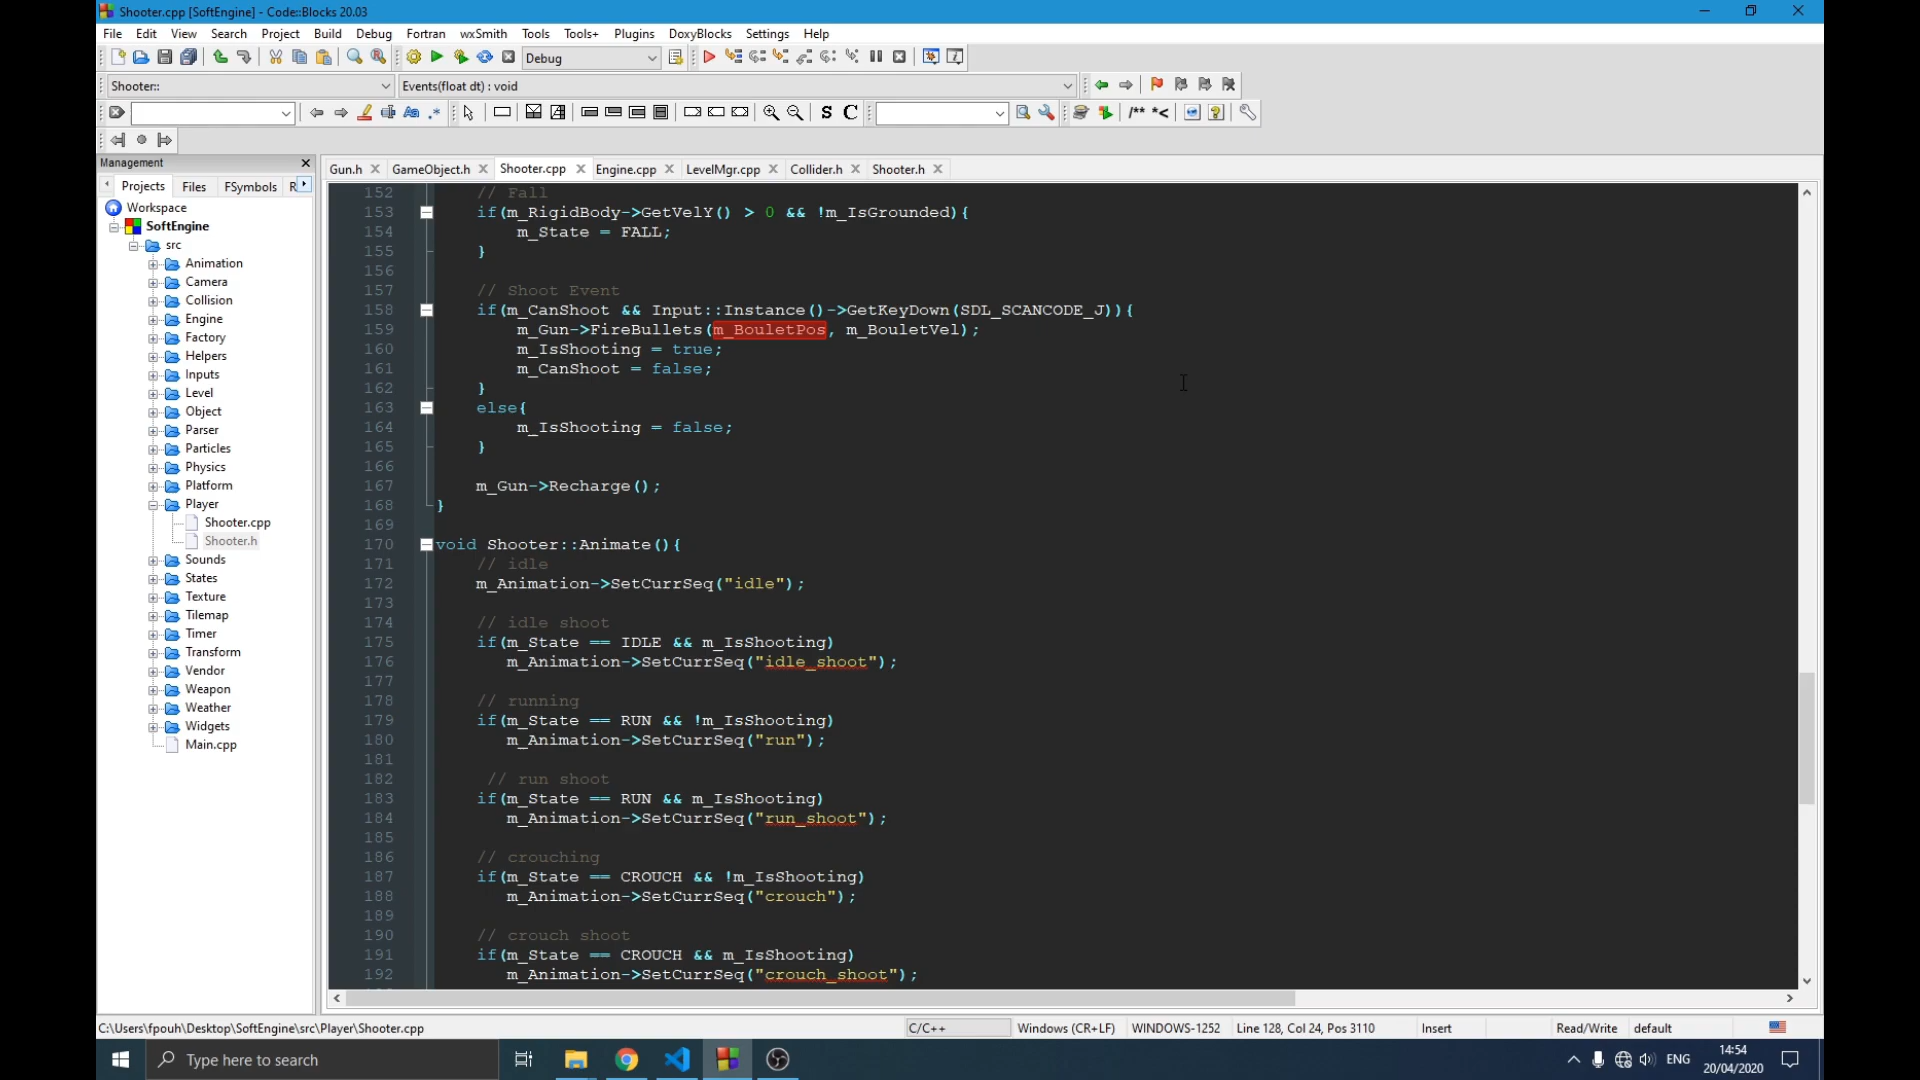 Shooter.cpp [SoftEngine] - Code::Blocks 20.03
File Edit View Search Project Build Debug Fortran wxSmith Tools Tools+ Plugins DoxyBlocks Settings Help
Debug
Shooter:: Events(float dt) : void
S C /** *<
Management
Projects Files FSymbols R
Gun.h GameObject.h Shooter.cpp Engine.cpp LevelMgr.cpp Collider.h Shooter.h
Workspace
SoftEngine
src
Animation
Camera
Collision
Engine
Factory
Helpers
Inputs
Level
Object
Parser
Particles
Physics
Platform
Player
Shooter.cpp
Shooter.h
Sounds
States
Texture
Tilemap
Timer
Transform
Vendor
Weapon
Weather
Widgets
Main.cpp
152 // Fall
153 if(m_RigidBody->GetVelY() > 0 && !m_IsGrounded){
154 m_State = FALL;
155 }
156
157 // Shoot Event
158 if(m_CanShoot && Input::Instance()->GetKeyDown(SDL_SCANCODE_J)){
159 m_Gun->FireBullets(m_BouletPos, m_BouletVel);
160 m_IsShooting = true;
161 m_CanShoot = false;
162 }
163 else{
164 m_IsShooting = false;
165 }
166
167 m_Gun->Recharge();
168 }
169
170 void Shooter::Animate(){
171 // idle
172 m_Animation->SetCurrSeq("idle");
173
174 // idle shoot
175 if(m_State == IDLE && m_IsShooting)
176 m_Animation->SetCurrSeq("idle_shoot");
177
178 // running
179 if(m_State == RUN && !m_IsShooting)
180 m_Animation->SetCurrSeq("run");
181
182 // run shoot
183 if(m_State == RUN && m_IsShooting)
184 m_Animation->SetCurrSeq("run_shoot");
185
186 // crouching
187 if(m_State == CROUCH && !m_IsShooting)
188 m_Animation->SetCurrSeq("crouch");
189
190 // crouch shoot
191 if(m_State == CROUCH && m_IsShooting)
192 m_Animation->SetCurrSeq("crouch_shoot");
C:\Users\fpouh\Desktop\SoftEngine\src\Player\Shooter.cpp C/C++ Windows (CR+LF) WINDOWS-1252 Line 128, Col 24, Pos 3110 Insert Read/Write default
Type here to search
ENG
14:54
20/04/2020